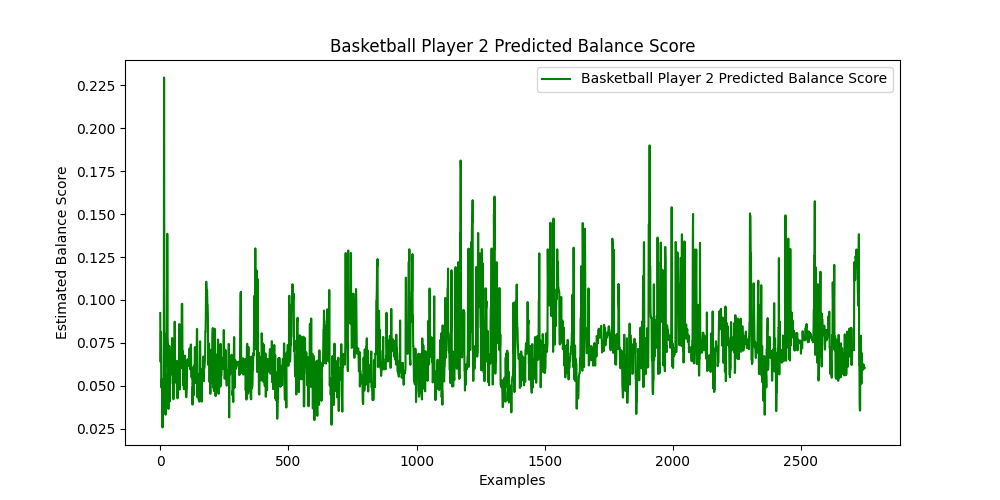 Basketball Player 2 Predicted Balance Score
Basketball Player 2 Predicted Balance Score
Estimated Balance Score
0.225
0.200
0.175
0.150
0.125
0.100
0.075
0.050
0.025
0 500 1000 1500 2000 2500
Examples